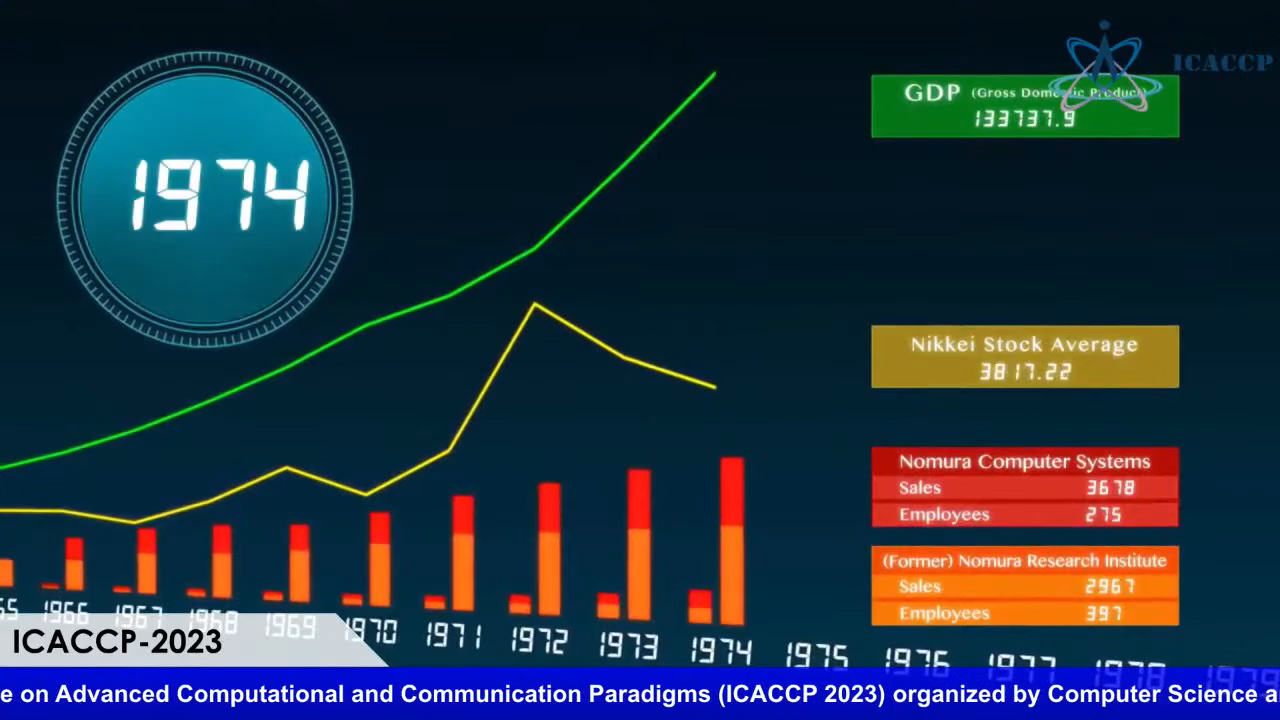 1974
ICACCP
GDP (Gross Domestic Product)
133737.9
Nikkei Stock Average
3817.22
Nomura Computer Systems
Sales 3678
Employees 275
(Former) Nomura Research Institute
Sales 2967
Employees 397
1966 1967 1968 1969 1970 1971 1972 1973 1974 1975 1976 1977 1978 1979
ICACCP-2023
e on Advanced Computational and Communication Paradigms (ICACCP 2023) organized by Computer Science a